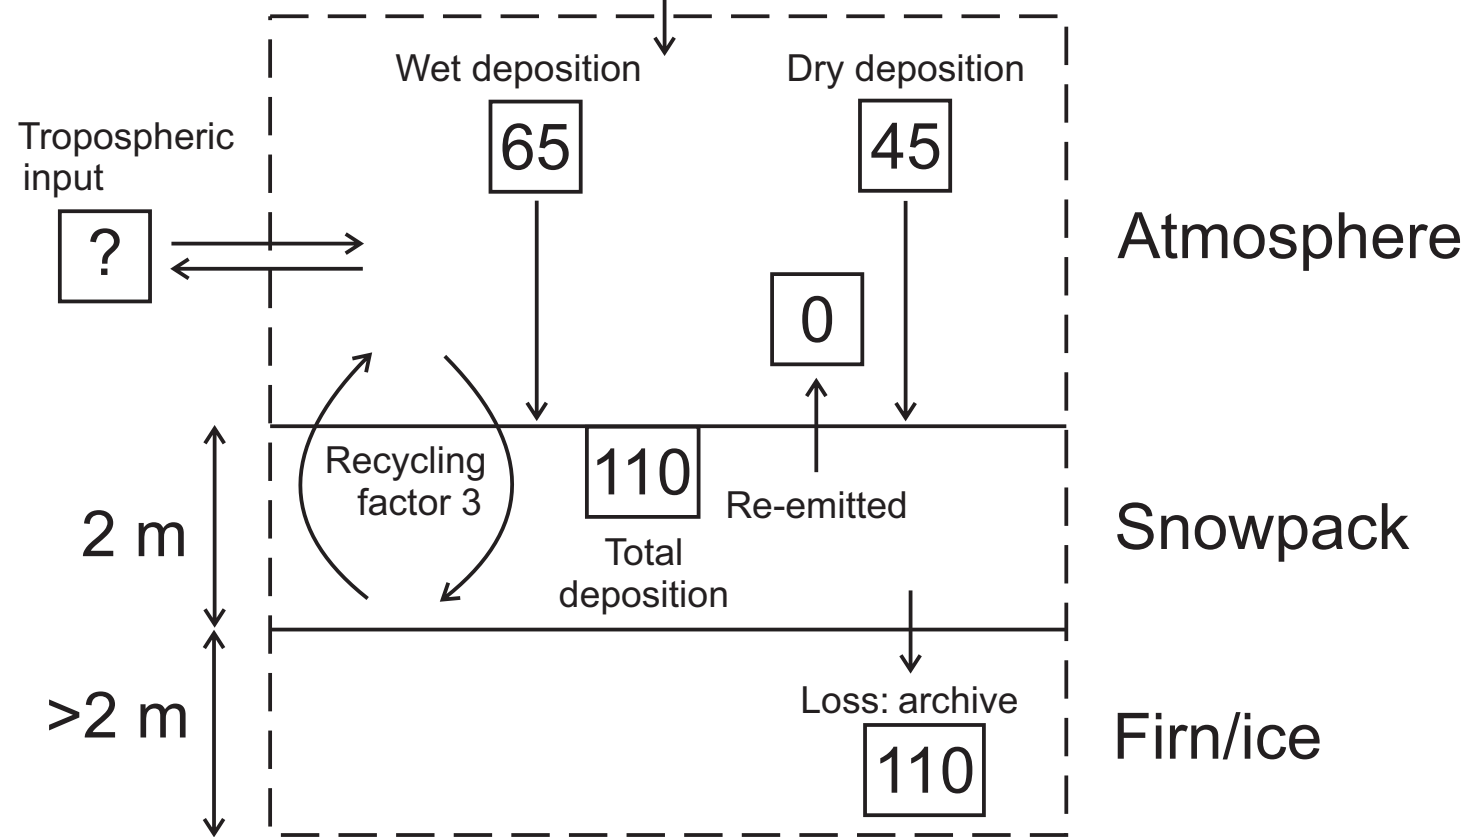 Wet deposition
65
Dry deposition
45
Tropospheric
input
?
Atmosphere
0
Recycling
factor 3
110
Total
deposition
Re-emitted
2 m
Snowpack
>2 m
Loss: archive
110
Firn/ice